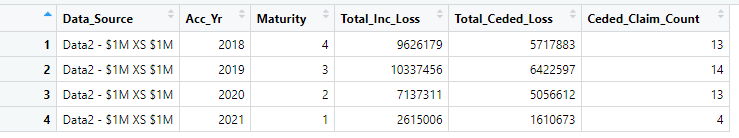 Data_Source Acc_Yr Maturity Total_Inc_Loss Total_Ceded_Loss Ceded_Claim_Count
1 Data2 - $1M XS $1M 2018 4 9626179 5717883 13
2 Data2 - $1M XS $1M 2019 3 10337456 6422597 14
3 Data2 - $1M XS $1M 2020 2 7137311 5056612 13
4 Data2 - $1M XS $1M 2021 1 2615006 1610673 4